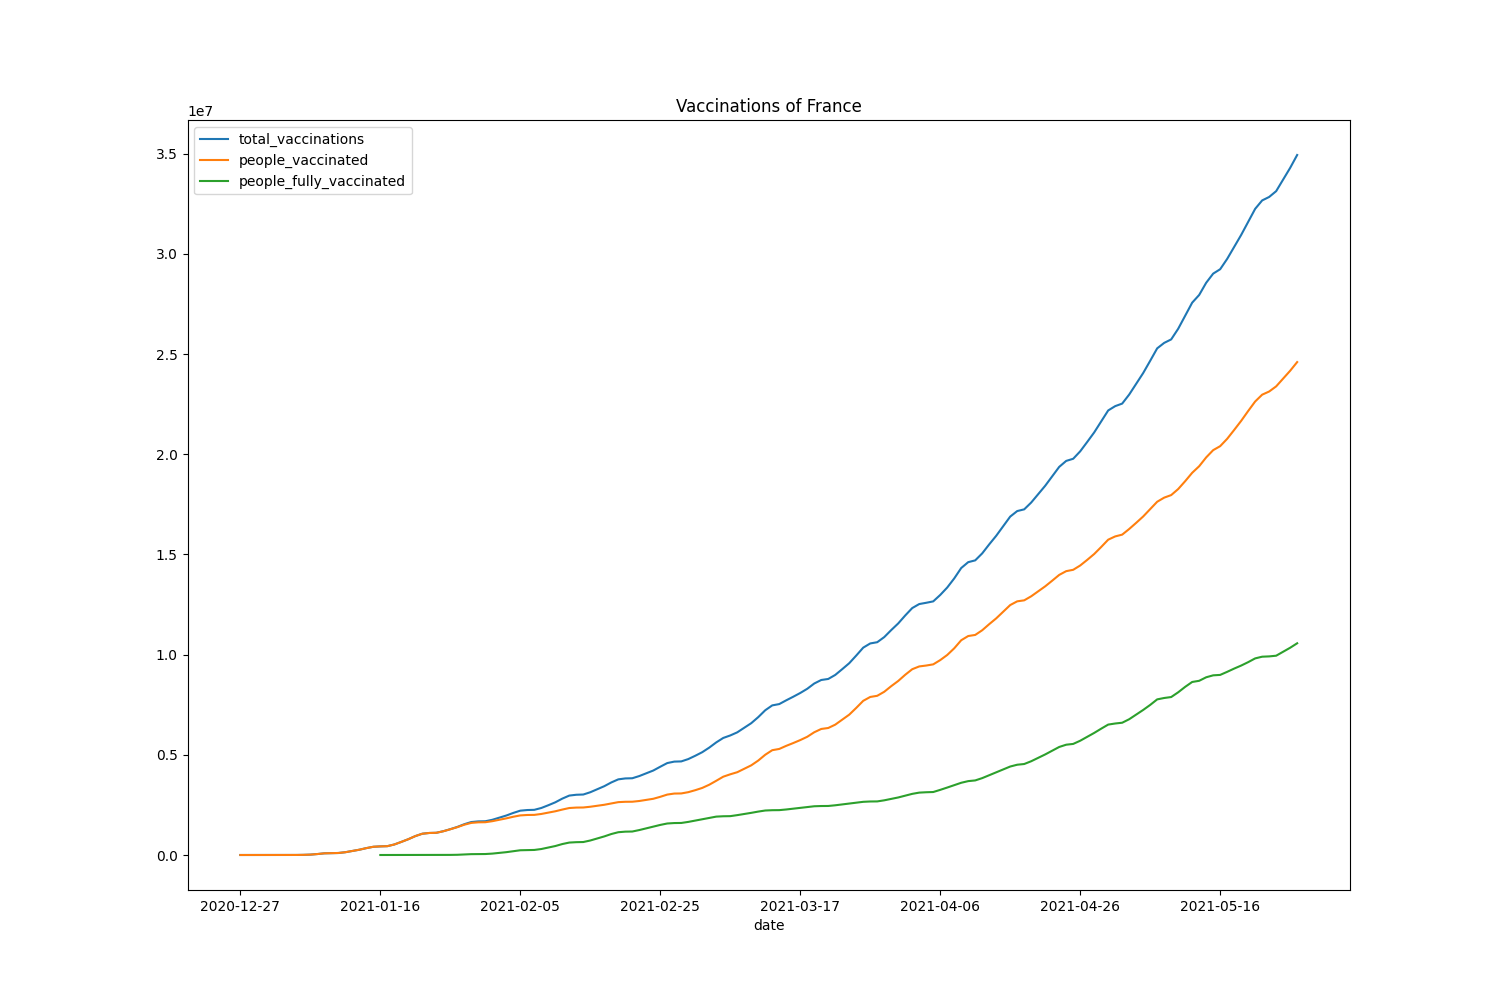 Vaccinations of France
1e7
total_vaccinations
people_vaccinated
people_fully_vaccinated
3.5
3.0
2.5
2.0
1.5
1.0
0.5
0.0
2020-12-27 2021-01-16 2021-02-05 2021-02-25 2021-03-17 2021-04-06 2021-04-26 2021-05-16
date